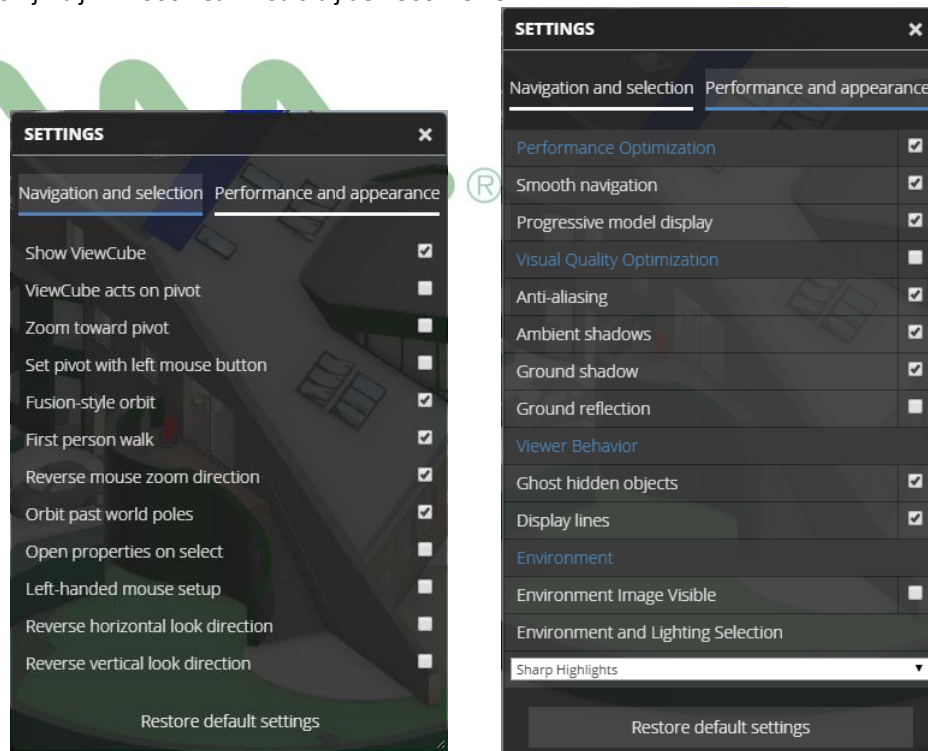 SETTINGS
Navigation and selection Performance and appearance
Show ViewCube
ViewCube acts on pivot
Zoom toward pivot
Set pivot with left mouse button
Fusion-style orbit
First person walk
Reverse mouse zoom direction
Orbit past world poles
Open properties on select
Left-handed mouse setup
Reverse horizontal look direction
Reverse vertical look direction
Restore default settings
®
SETTINGS
Navigation and selection Performance and appearance
Performance Optimization
Smooth navigation
Progressive model display
Visual Quality Optimization
Anti-aliasing
Ambient shadows
Ground shadow
Ground reflection
Viewer Behavior
Ghost hidden objects
Display lines
Environment
Environment Image Visible
Environment and Lighting Selection
Sharp Highlights
Restore default settings